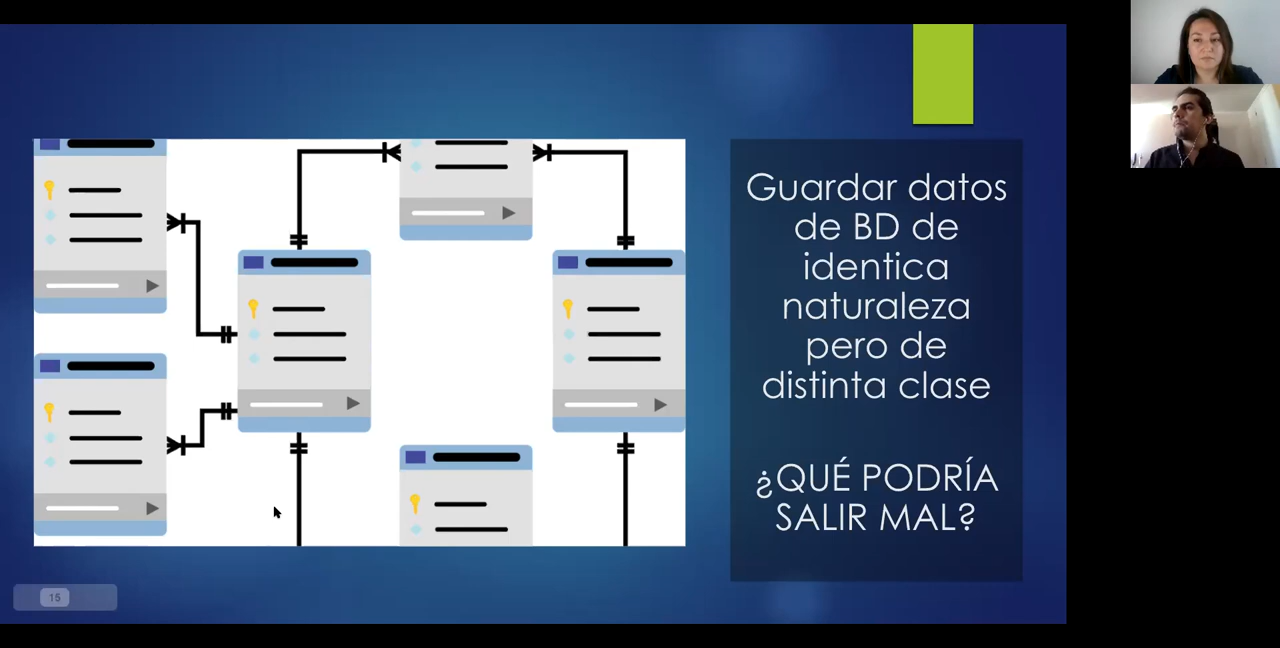 Guardar datos
de BD de
identica
naturaleza
pero de
distinta clase
¿QUÉ PODRÍA
SALIR MAL?
15